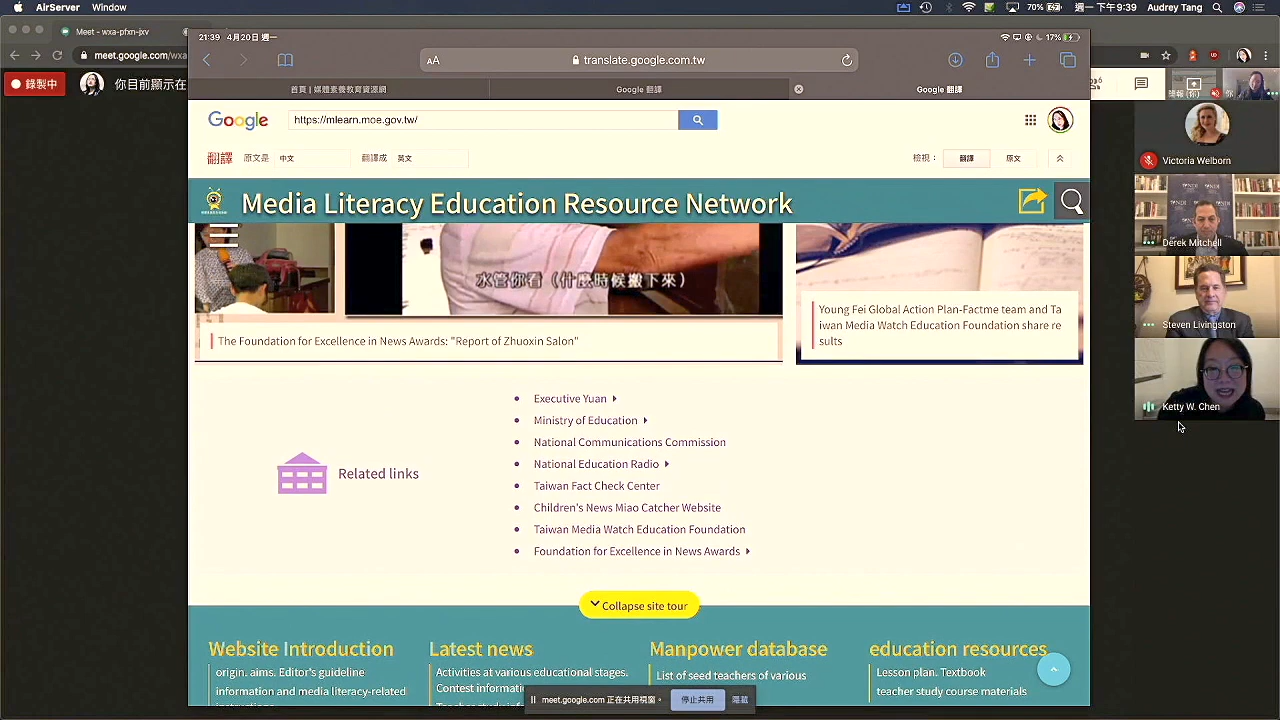 AirServer Window
70% 週一下午9:39 Audrey Tang
Meet - wxa-pfxn-jxv
meet.google.com/wxa
錄製中
你目前顯示在
21:39 4月20日 週一
17%
AA
translate.google.com.tw
首頁 | 媒體素養教育資源網
Google 翻譯
Google 翻譯
Google
https://mlearn.moe.gov.tw/
翻譯 原文是 中文 翻譯成 英文
檢視： 翻譯 原文
Media Literacy Education Resource Network
水管你看（什麼時候搬下來）
The Foundation for Excellence in News Awards: "Report of Zhuoxin Salon"
Young Fei Global Action Plan-Factme team and Ta
iwan Media Watch Education Foundation share re
sults
Related links
Executive Yuan
Ministry of Education
National Communications Commission
National Education Radio
Taiwan Fact Check Center
Children's News Miao Catcher Website
Taiwan Media Watch Education Foundation
Foundation for Excellence in News Awards
Collapse site tour
Website Introduction
origin. aims. Editor's guideline
information and media literacy-related
Latest news
Activities at various educational stages.
Contest informati
Manpower database
List of seed teachers of various
education resources
Lesson plan. Textbook
teacher study course materials
meet.google.com 正在共用視窗。
停止共用
隱藏
Victoria Welborn
NDI
Derek Mitchell
Steven Livingston
Ketty W. Chen